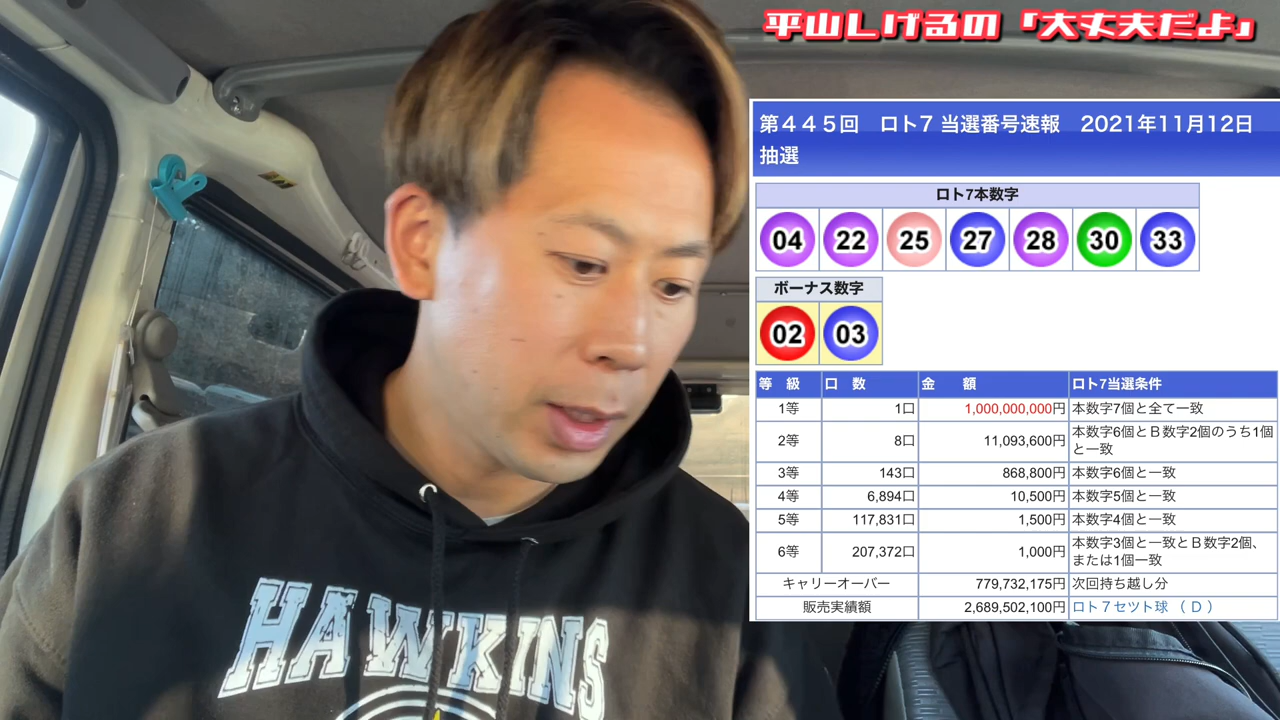 平山しげるの「大丈夫だよ」
第４４５回　ロト7 当選番号速報　2021年11月12日
抽選
ロト7本数字
04 22 25 27 28 30 33
ボーナス数字
02 03
等　級 口　数 金　　額 ロト7当選条件
1等 1口 1,000,000,000円 本数字7個と全て一致
2等 8口 11,093,600円 本数字6個とＢ数字2個のうち1個
と一致
3等 143口 868,800円 本数字6個と一致
4等 6,894口 10,500円 本数字5個と一致
5等 117,831口 1,500円 本数字4個と一致
6等 207,372口 1,000円 本数字3個と一致とＢ数字2個、
または1個一致
キャリーオーバー 779,732,175円 次回持ち越し分
販売実績額 2,689,502,100円 ロト７セツト球 （ Ｄ ）
HAWKINS